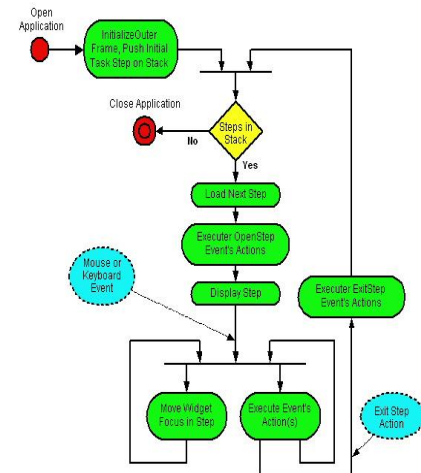 Open
Application
InitializeOuter
Frame, Push Initial
Task Step on Stack
Close Application
Steps in
Stack
No
Yes
Load Next Step
Executer OpenStep
Event's Actions
Mouse or
Keyboard
Event
Display Step
Executer ExitStep
Event's Actions
Move Widget
Focus in Step
Execute Event's
Action(s)
Exit Step
Action